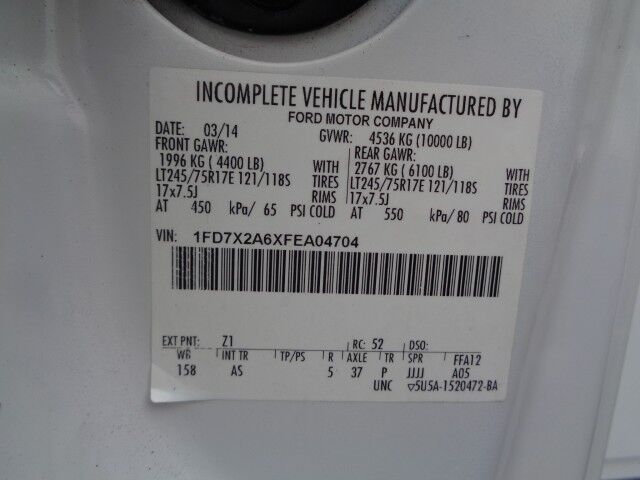 INCOMPLETE VEHICLE MANUFACTURED BY
FORD MOTOR COMPANY
DATE: 03/14 GVWR: 4536 KG (10000 LB)
FRONT GAWR: REAR GAWR:
1996 KG ( 4400 LB) WITH 2767 KG ( 6100 LB) WITH
LT245/75R17E 121/118S TIRES LT245/75R17E 121/118S TIRES
17x7.5J RIMS 17x7.5J RIMS
AT 450 kPa/ 65 PSI COLD AT 550 kPa/ 80 PSI COLD
VIN: 1FD7X2A6XFEA04704
EXT PNT: Z1 RC: 52 DSO:
WB INT TR TP/PS R AXLE TR SPR FFA12
158 AS 5 37 P JJJJ A05
UNC ▽5U5A-1520472-BA